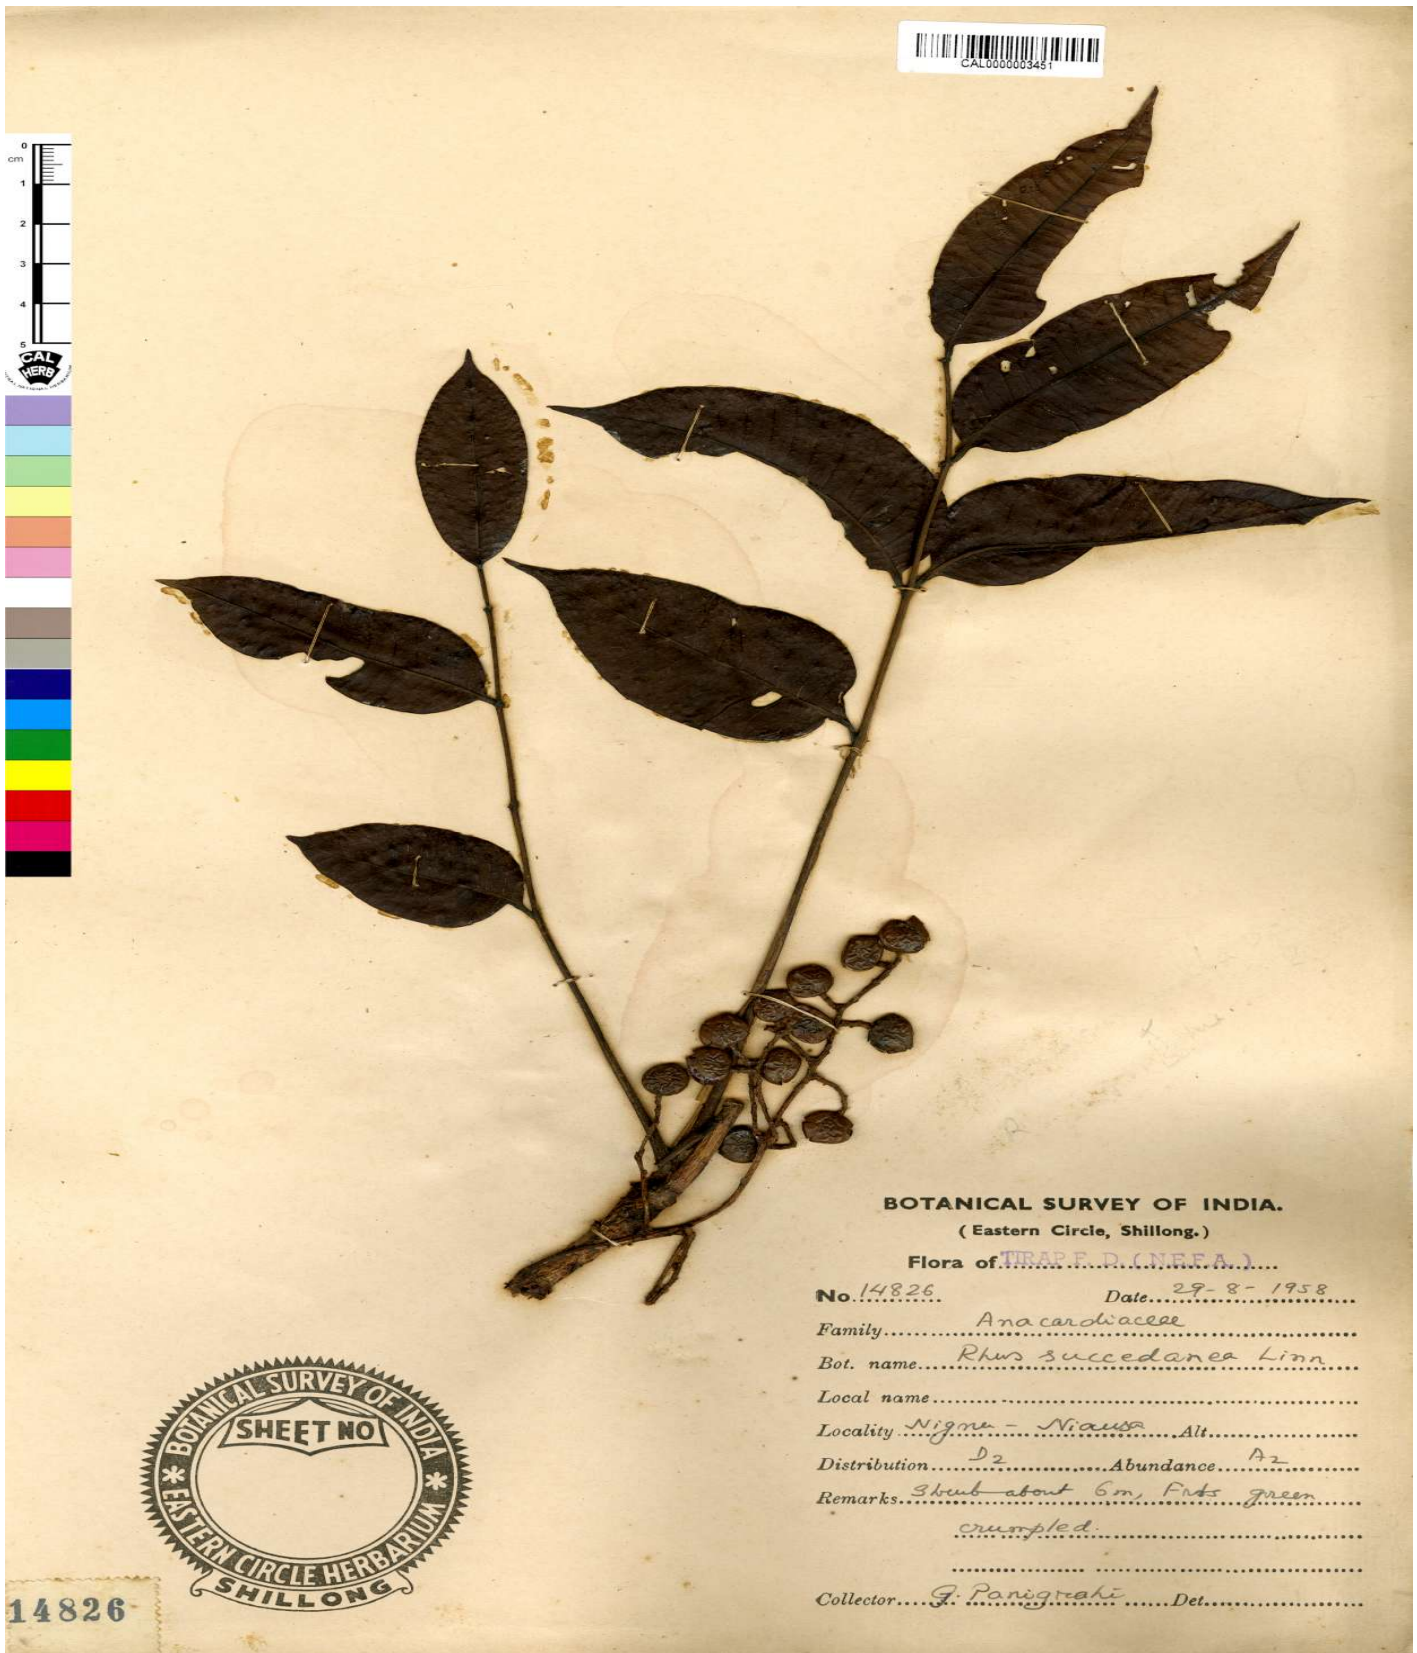 CAL0000003451
0
cm
1
2
3
4
5
CAL
HERB
BOTANICAL SURVEY OF INDIA.
(Eastern Circle, Shillong.)
Flora of TIRAP F. D. (N.E.F.A.)
No 14826 Date 29-8-1958
Family Anacardiaceae
Bot. name Rhus succedanea Linn
Local name
Locality Nignu - Niausa Alt
Distribution D2 Abundance A2
Remarks Shrub about 6m, Frts green
crumpled.
Collector G. Panigrahi Det
BOTANICAL SURVEY OF INDIA
SHEET NO
* EASTERN CIRCLE HERBARIUM *
SHILLONG
14826